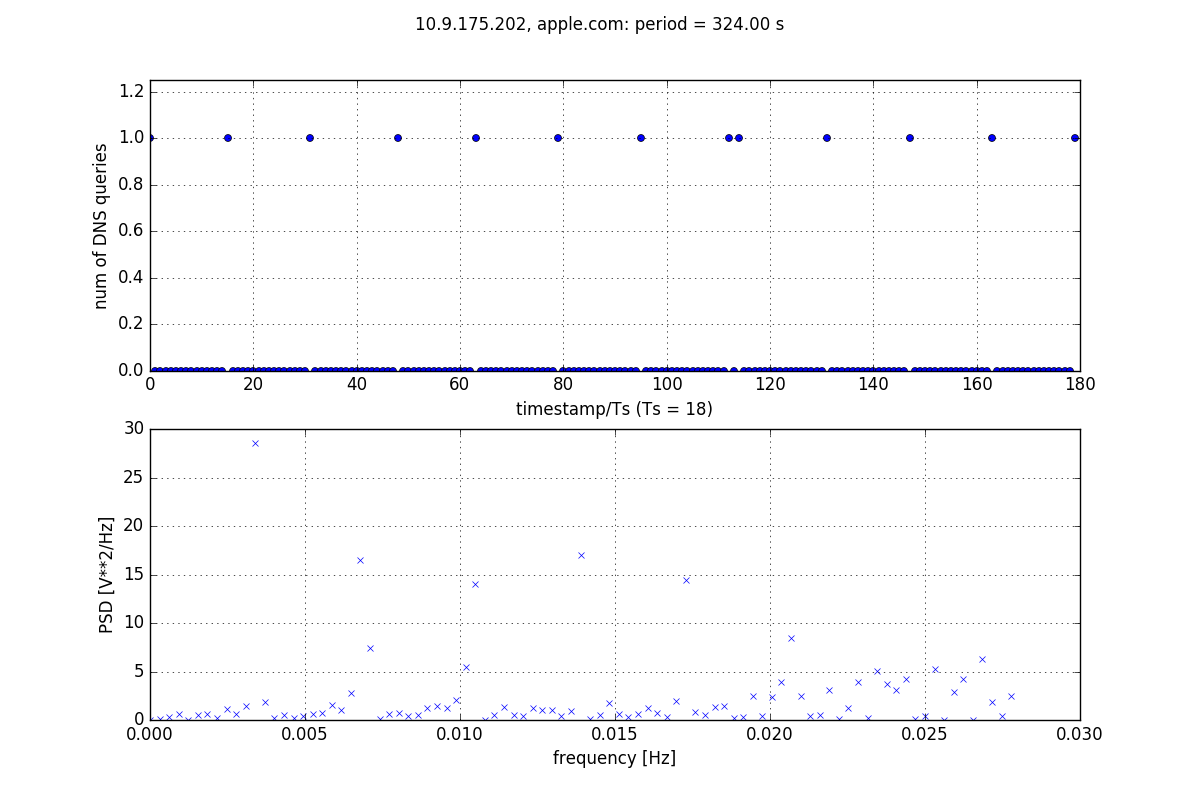 10.9.175.202, apple.com: period = 324.00 s
1.2
1.0
0.8
0.6
0.4
0.2
0.0
num of DNS queries
0 20 40 60 80 100 120 140 160 180
timestamp/Ts (Ts = 18)
30
25
20
15
10
5
0
PSD [V**2/Hz]
0.000 0.005 0.010 0.015 0.020 0.025 0.030
frequency [Hz]